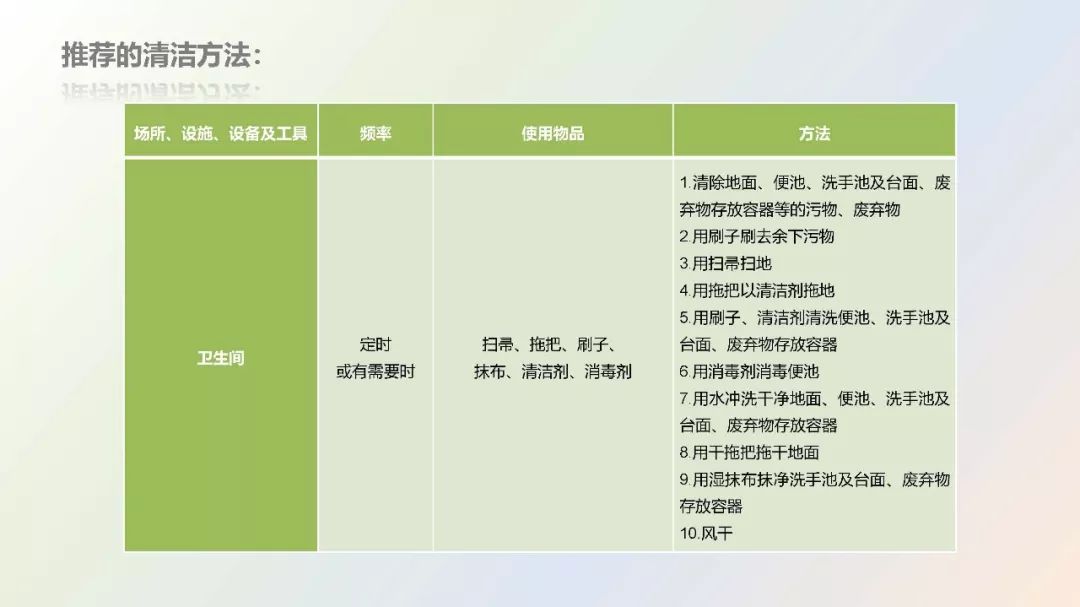 推荐的清洁方法：
场所、设施、设备及工具
频率
使用物品
方法
卫生间
定时
或有需要时
扫帚、拖把、刷子、
抹布、清洁剂、消毒剂
1.清除地面、便池、洗手池及台面、废
弃物存放容器等的污物、废弃物
2.用刷子刷去余下污物
3.用扫帚扫地
4.用拖把以清洁剂拖地
5.用刷子、清洁剂清洗便池、洗手池及
台面、废弃物存放容器
6.用消毒剂消毒便池
7.用水冲洗干净地面、便池、洗手池及
台面、废弃物存放容器
8.用干拖把拖干地面
9.用湿抹布抹净洗手池及台面、废弃物
存放容器
10.风干